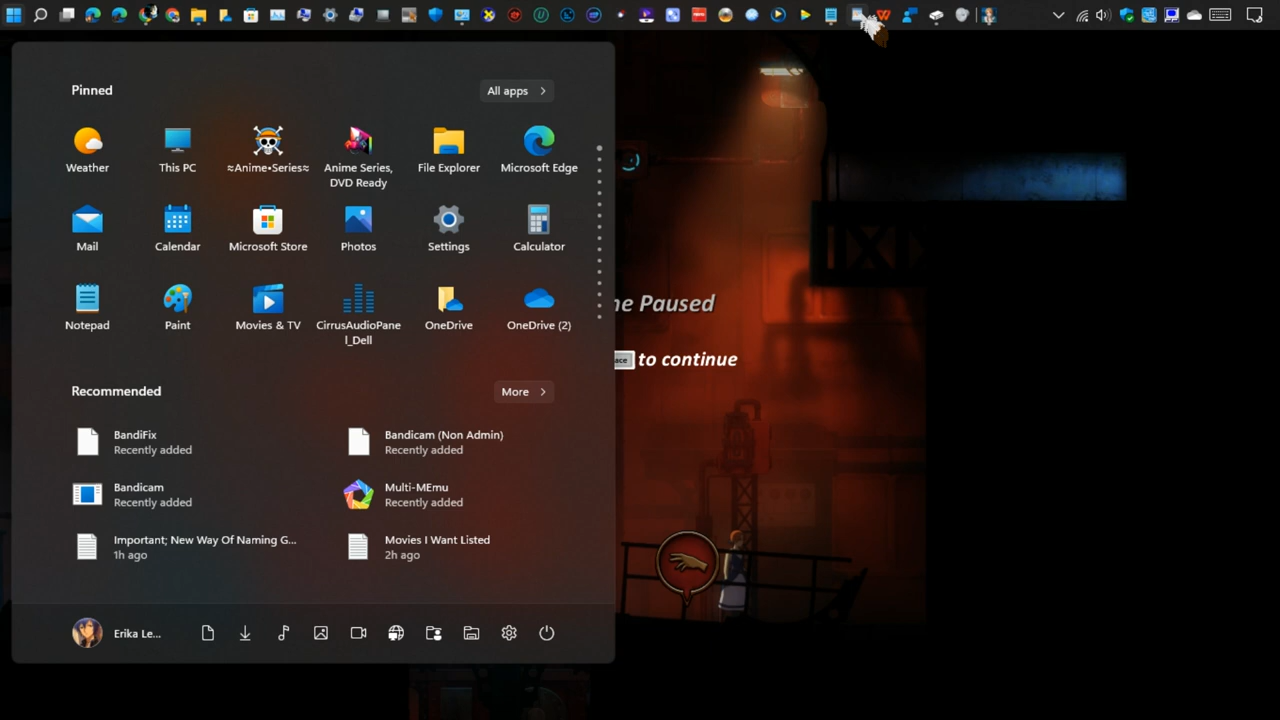 Pinned
All apps
Weather
This PC
≈Anime•Series≈
Anime Series,
DVD Ready
File Explorer
Microsoft Edge
Mail
Calendar
Microsoft Store
Photos
Settings
Calculator
Notepad
Paint
Movies & TV
CirrusAudioPane
l_Dell
OneDrive
OneDrive (2)
Recommended
More
BandiFix
Recently added
Bandicam (Non Admin)
Recently added
Bandicam
Recently added
Multi-MEmu
Recently added
Important; New Way Of Naming G...
1h ago
Movies I Want Listed
2h ago
Erika Le...
Paused
to continue